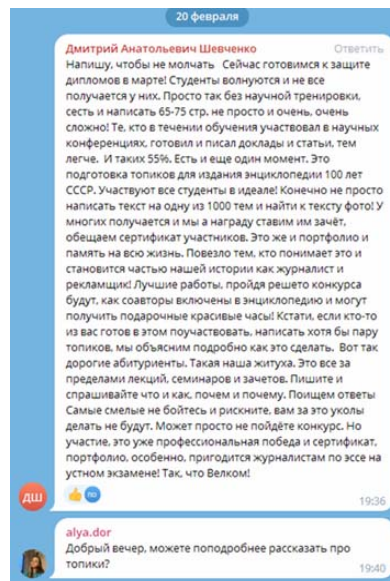 20 февраля
Дмитрий Анатольевич Шевченко Ответить
Напишу, чтобы не молчать Сейчас готовимся к защите
дипломов в марте! Студенты волнуются и не все
получается у них. Просто так без научной тренировки,
сесть и написать 65-75 стр, не просто и очень, очень
сложно! Те, кто в течении обучения участвовал в научных
конференциях, готовил и писал доклады и статьи, тем
легче. И таких 55%. Есть и еще один момент. Это
подготовка топиков для издания энциклопедии 100 лет
СССР. Участвуют все студенты в идеале! Конечно не просто
написать текст на одну из 1000 тем и найти к тексту фото! У
многих получается и мы а награду ставим им зачёт,
обещаем сертификат участников. Это же и портфолио и
память на всю жизнь. Повезло тем, кто понимает это и
становится частью нашей истории как журналист и
рекламщик! Лучшие работы, пройдя решето конкурса
будут, как соавторы включены в энциклопедию и могут
получить подарочные красивые часы! Кстати, если кто-то
из вас готов в этом поучаствовать, написать хотя бы пару
топиков, мы объясним подробно как это сделать. Вот так
дорогие абитуриенты. Такая наша житуха. Это все за
пределами лекций, семинаров и зачетов. Пишите и
спрашивайте что и как, почем и почему. Поищем ответы
Самые смелые не бойтесь и рискните, вам за это уколы
делать не будут. Может просто не пойдёте конкурс. Но
участие, это уже профессиональная победа и сертификат,
портфолио, особенно, пригодится журналистам по эссе на
устном экзамене! Так, что Велком!
ДШ
ПО
19:36
alya.dor
Добрый вечер, можете поподробнее рассказать про
топики?
19:40